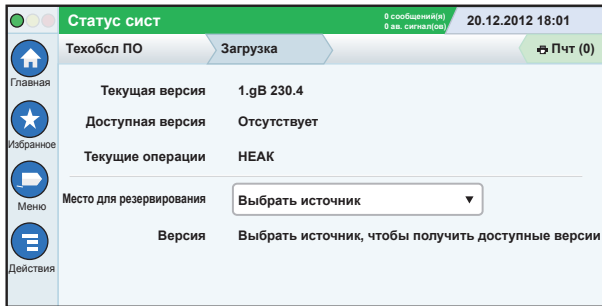 Статус сист
0 сообщений(я)
0 ав. сигнал(ов)
20.12.2012 18:01
Техобсл ПО
Загрузка
Пчт (0)
Главная
Избранное
Меню
Действия
Текущая версия 1.gB 230.4
Доступная версия Отсутствует
Текущие операции НЕАК
Место для резервирования Выбрать источник
Версия Выбрать источник, чтобы получить доступные версии